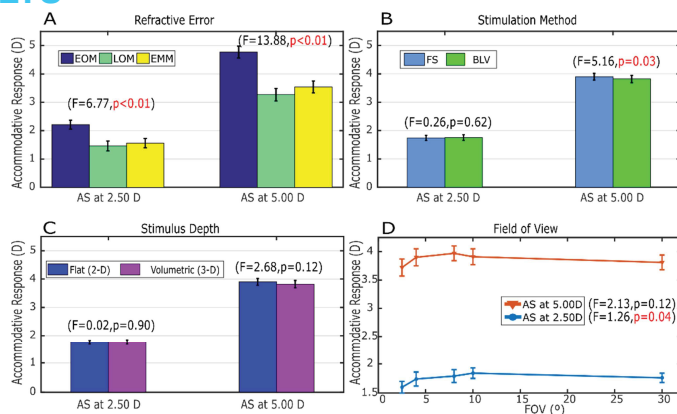 A Refractive Error
Accommodative Response (D)
5
4
3
2
1
0
EOM LOM EMM
(F=6.77,p<0.01)
(F=13.88,p<0.01)
AS at 2.50 D
AS at 5.00 D
B Stimulation Method
Accommodative Response (D)
5
4
3
2
1
0
FS BLV
(F=0.26,p=0.62)
(F=5.16,p=0.03)
AS at 2.50 D
AS at 5.00 D
C Stimulus Depth
Accommodative Response (D)
5
4
3
2
1
0
Flat (2-D) Volumetric (3-D)
(F=0.02,p=0.90)
(F=2.68,p=0.12)
AS at 2.50 D
AS at 5.00 D
D Field of View
Accommodative Response (D)
4
3.5
3
2.5
2
1.5
AS at 5.00D (F=2.13,p=0.12)
AS at 2.50D (F=1.26,p=0.04)
0 5 10 15 20 25 30
FOV (º)